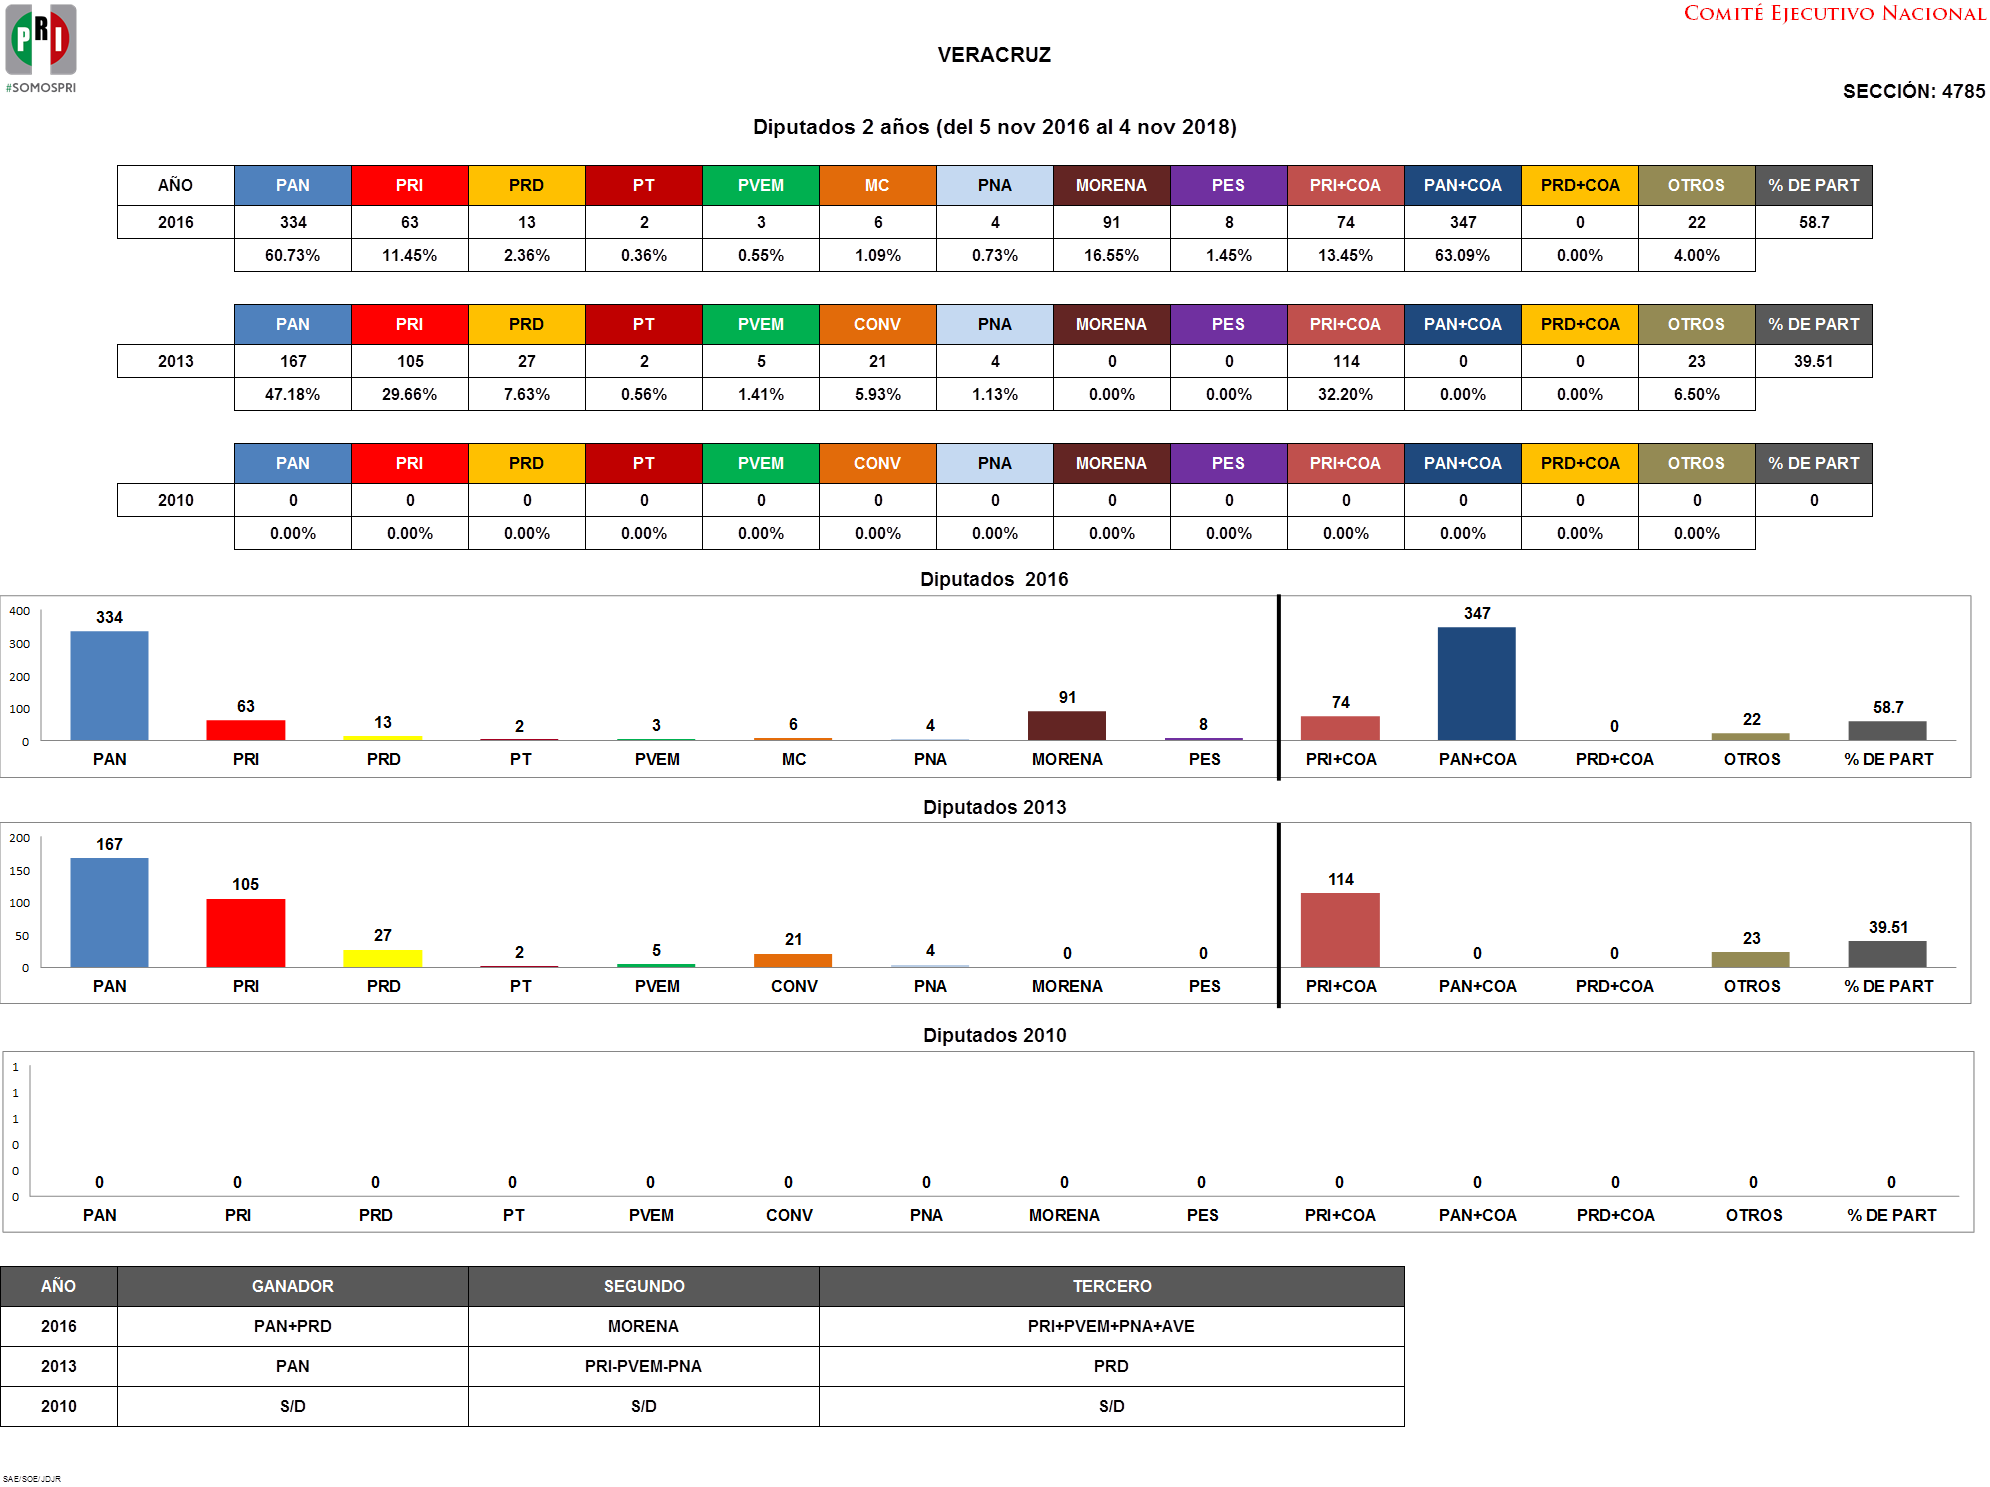 PRI
#SOMOSPRI
COMITÉ EJECUTIVO NACIONAL
VERACRUZ
SECCIÓN: 4785
Diputados 2 años (del 5 nov 2016 al 4 nov 2018)
AÑO PAN PRI PRD PT PVEM MC PNA MORENA PES PRI+COA PAN+COA PRD+COA OTROS % DE PART
2016 334 63 13 2 3 6 4 91 8 74 347 0 22 58.7
60.73% 11.45% 2.36% 0.36% 0.55% 1.09% 0.73% 16.55% 1.45% 13.45% 63.09% 0.00% 4.00%
PAN PRI PRD PT PVEM CONV PNA MORENA PES PRI+COA PAN+COA PRD+COA OTROS % DE PART
2013 167 105 27 2 5 21 4 0 0 114 0 0 23 39.51
47.18% 29.66% 7.63% 0.56% 1.41% 5.93% 1.13% 0.00% 0.00% 32.20% 0.00% 0.00% 6.50%
PAN PRI PRD PT PVEM CONV PNA MORENA PES PRI+COA PAN+COA PRD+COA OTROS % DE PART
2010 0 0 0 0 0 0 0 0 0 0 0 0 0 0
0.00% 0.00% 0.00% 0.00% 0.00% 0.00% 0.00% 0.00% 0.00% 0.00% 0.00% 0.00% 0.00%
Diputados 2016
400
300
200
100
0
334 63 13 2 3 6 4 91 8 74 347 0 22 58.7
PAN PRI PRD PT PVEM MC PNA MORENA PES PRI+COA PAN+COA PRD+COA OTROS % DE PART
Diputados 2013
200
150
100
50
0
167 105 27 2 5 21 4 0 0 114 0 0 23 39.51
PAN PRI PRD PT PVEM CONV PNA MORENA PES PRI+COA PAN+COA PRD+COA OTROS % DE PART
Diputados 2010
1
1
1
0
0
0
0 0 0 0 0 0 0 0 0 0 0 0 0 0
PAN PRI PRD PT PVEM CONV PNA MORENA PES PRI+COA PAN+COA PRD+COA OTROS % DE PART
AÑO GANADOR SEGUNDO TERCERO
2016 PAN+PRD MORENA PRI+PVEM+PNA+AVE
2013 PAN PRI-PVEM-PNA PRD
2010 S/D S/D S/D
SAE/SOE/JDJR